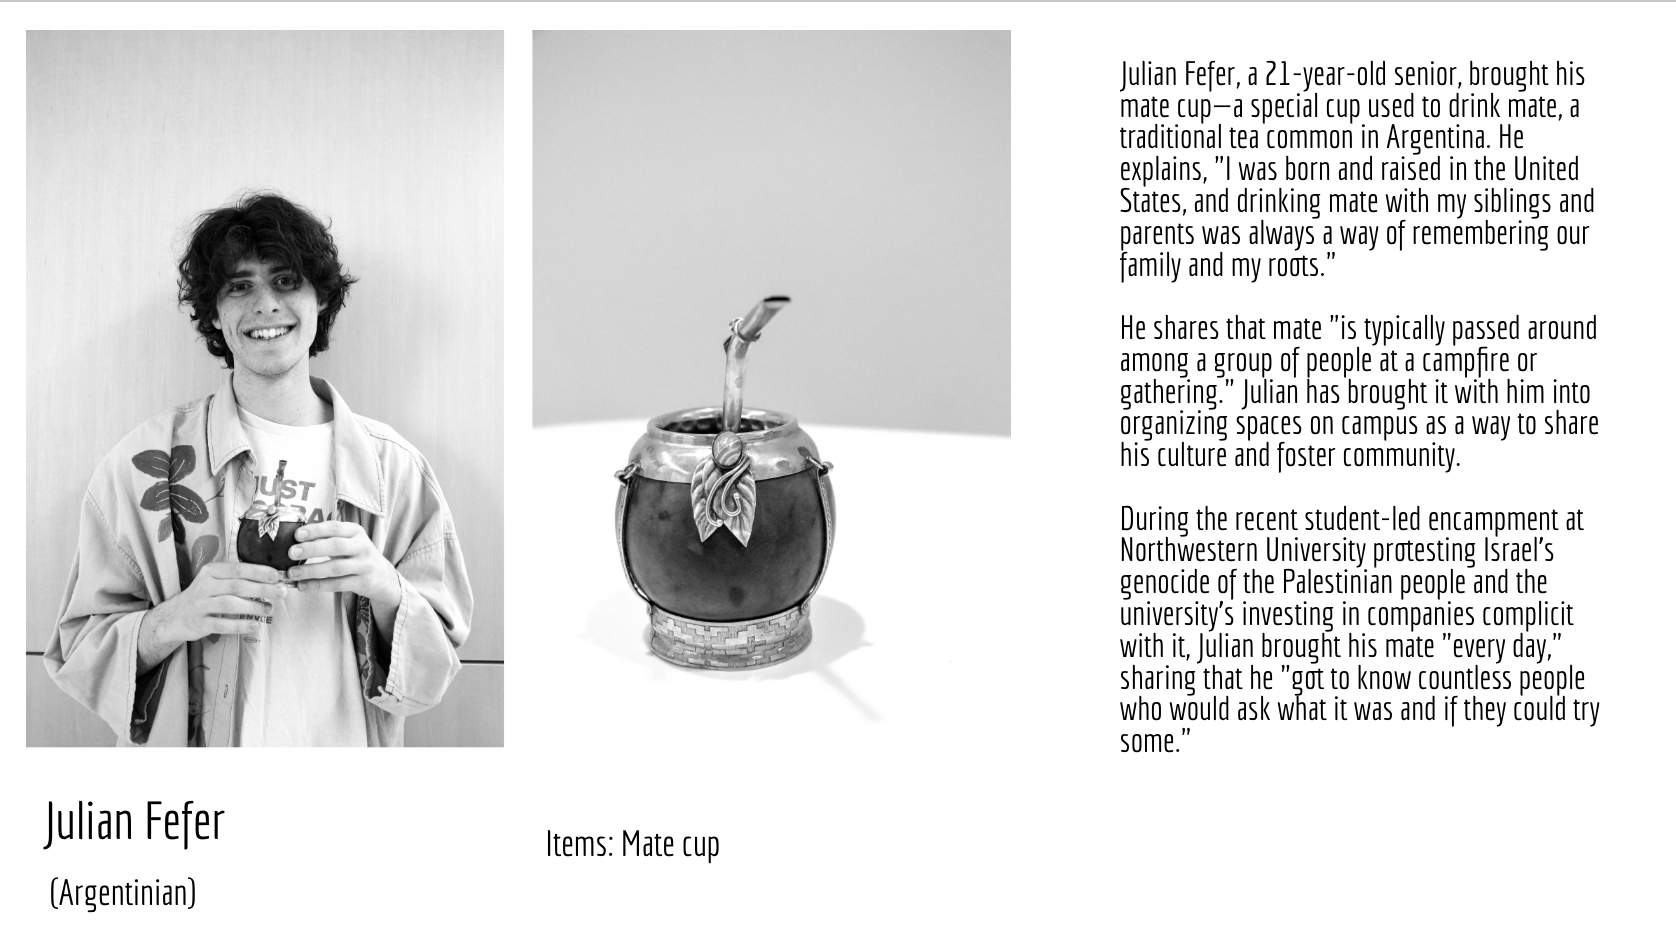 Julian Fefer, a 21-year-old senior, brought his
mate cup—a special cup used to drink mate, a
traditional tea common in Argentina. He
explains, "I was born and raised in the United
States, and drinking mate with my siblings and
parents was always a way of remembering our
family and my roots."
He shares that mate "is typically passed around
among a group of people at a campfire or
gathering." Julian has brought it with him into
organizing spaces on campus as a way to share
his culture and foster community.
During the recent student-led encampment at
Northwestern University protesting Israel's
genocide of the Palestinian people and the
university's investing in companies complicit
with it, Julian brought his mate "every day,"
sharing that he "got to know countless people
who would ask what it was and if they could try
some."
JUST
Julian Fefer
(Argentinian)
Items: Mate cup